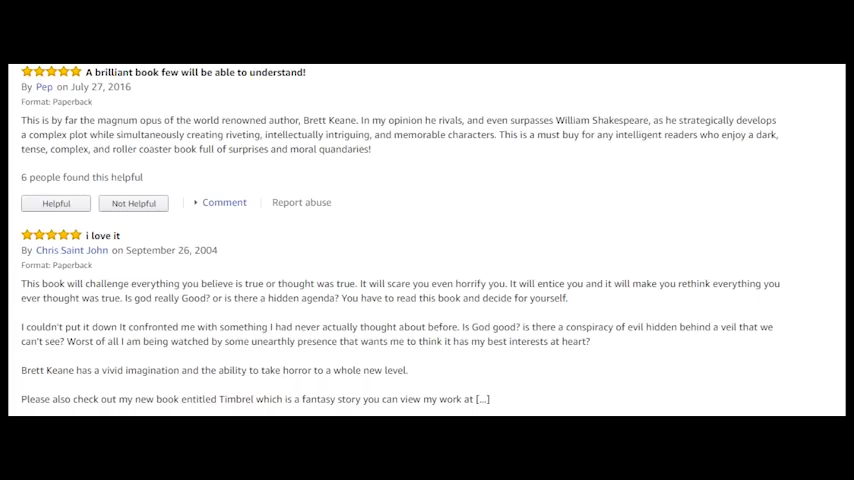 A brilliant book few will be able to understand!
By Pep on July 27, 2016
Format: Paperback
This is by far the magnum opus of the world renowned author, Brett Keane. In my opinion he rivals, and even surpasses William Shakespeare, as he strategically develops
a complex plot while simultaneously creating riveting, intellectually intriguing, and memorable characters. This is a must buy for any intelligent readers who enjoy a dark,
tense, complex, and roller coaster book full of surprises and moral quandaries!
6 people found this helpful
Helpful Not Helpful Comment Report abuse
i love it
By Chris Saint John on September 26, 2004
Format: Paperback
This book will challenge everything you believe is true or thought was true. It will scare you even horrify you. It will entice you and it will make you rethink everything you
ever thought was true. Is god really Good? or is there a hidden agenda? You have to read this book and decide for yourself.
I couldn't put it down It confronted me with something I had never actually thought about before. Is God good? is there a conspiracy of evil hidden behind a veil that we
can't see? Worst of all I am being watched by some unearthly presence that wants me to think it has my best interests at heart?
Brett Keane has a vivid imagination and the ability to take horror to a whole new level.
Please also check out my new book entitled Timbrel which is a fantasy story you can view my work at [...]